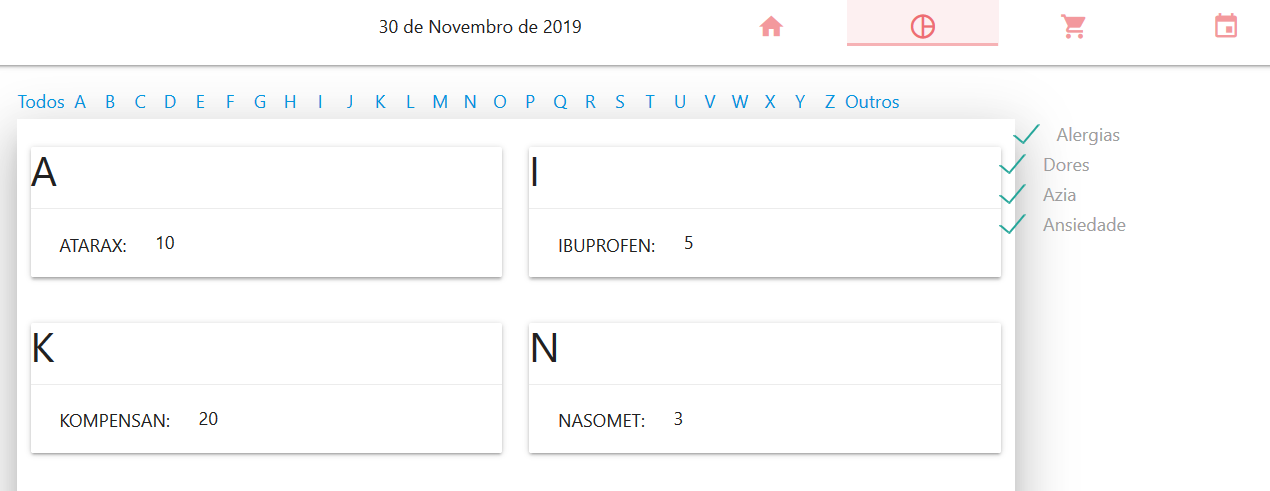 30 de Novembro de 2019
Todos A B C D E F G H I J K L M N O P Q R S T U V W X Y Z Outros
Alergias
Dores
Azia
Ansiedade
A
ATARAX: 10
I
IBUPROFEN: 5
K
KOMPENSAN: 20
N
NASOMET: 3